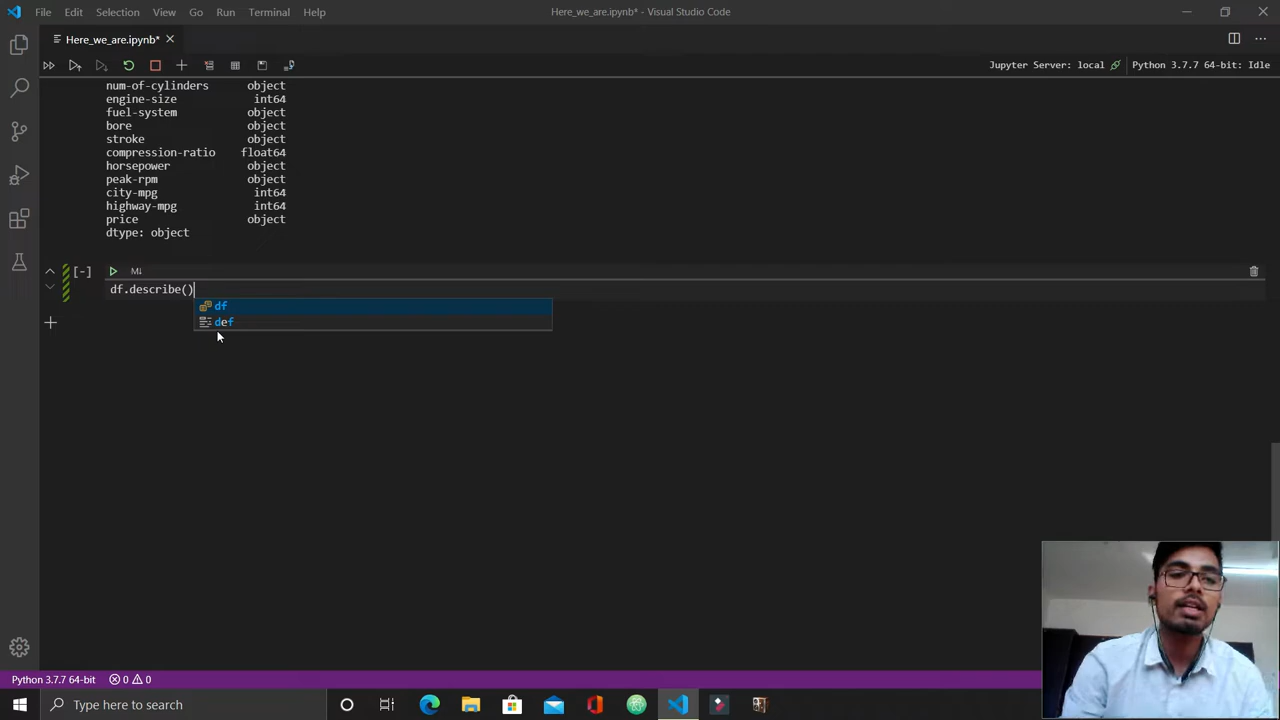 File Edit Selection View Go Run Terminal Help
Here_we_are.ipynb* - Visual Studio Code
Here_we_are.ipynb*
Jupyter Server: local
Python 3.7.7 64-bit: Idle
num-of-cylinders object
engine-size int64
fuel-system object
bore object
stroke object
compression-ratio float64
horsepower object
peak-rpm object
city-mpg int64
highway-mpg int64
price object
dtype: object
[-]
M↓
df.describe()
df
def
Python 3.7.7 64-bit 0 0
Type here to search